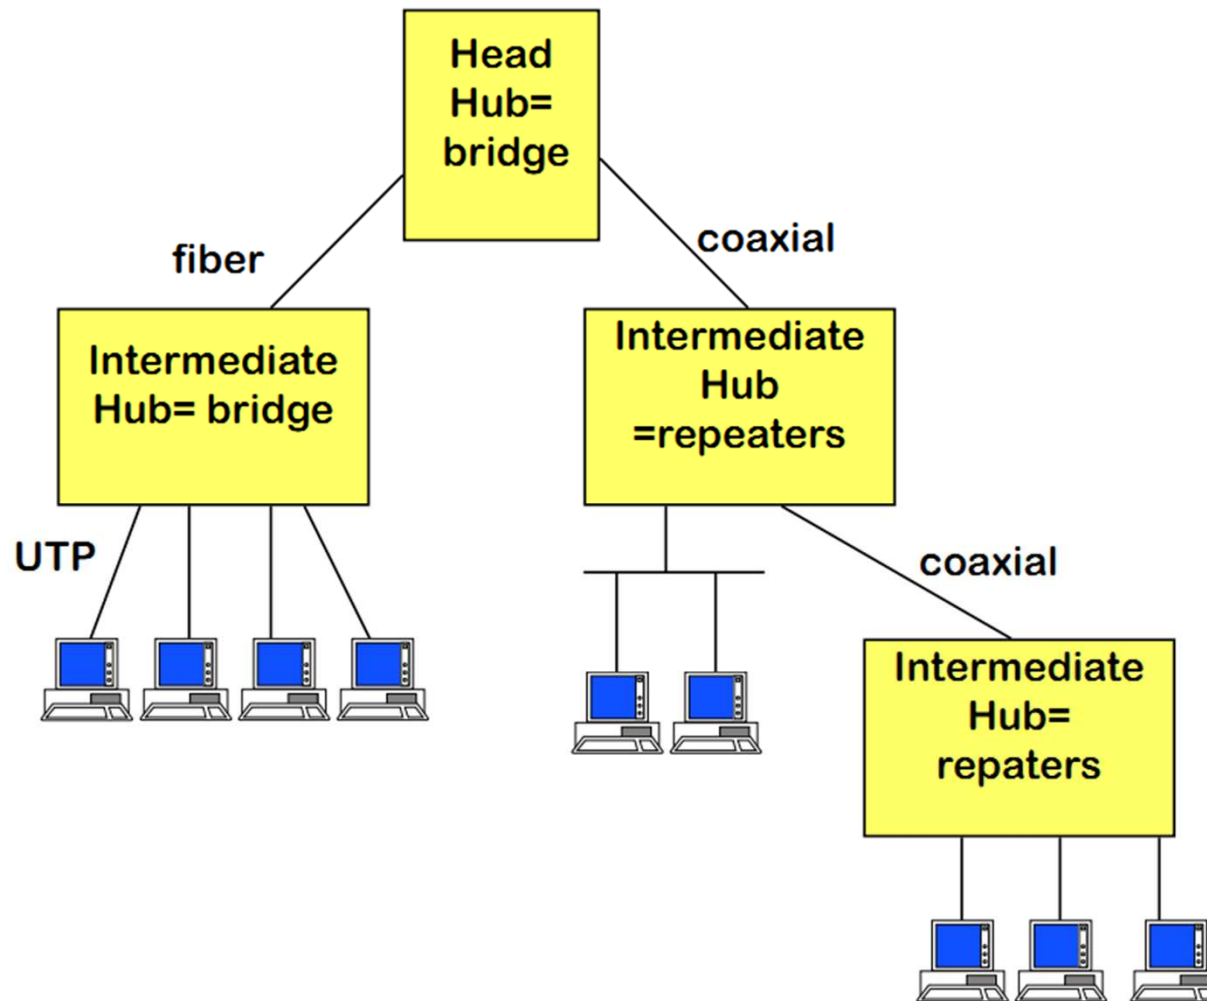 Head
Hub=
bridge
fiber
coaxial
Intermediate
Hub= bridge
Intermediate
Hub
=repeaters
UTP
coaxial
Intermediate
Hub=
repaters